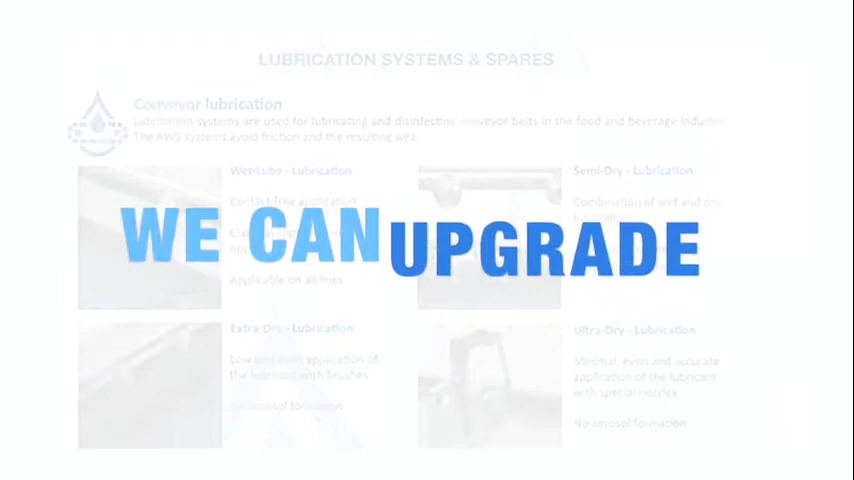 LUBRICATION SYSTEMS & SPARES
Conveyor lubrication
Lubrication systems are used for lubricating and disinfecting conveyor belts in the food and beverage
The AWS systems avoid friction and the resulting
Wet-Lube - Lubrication
Contact-free application
Applicable on all lines
Semi-Dry - Lubrication
Combination of wet and dry
WE CAN UPGRADE
Extra-Dry - Lubrication
Low application of
the lubricant with brushes
aerosol formation
Ultra-Dry - Lubrication
Minimal, even and accurate
application of the lubricant
with special nozzles
No aerosol formation